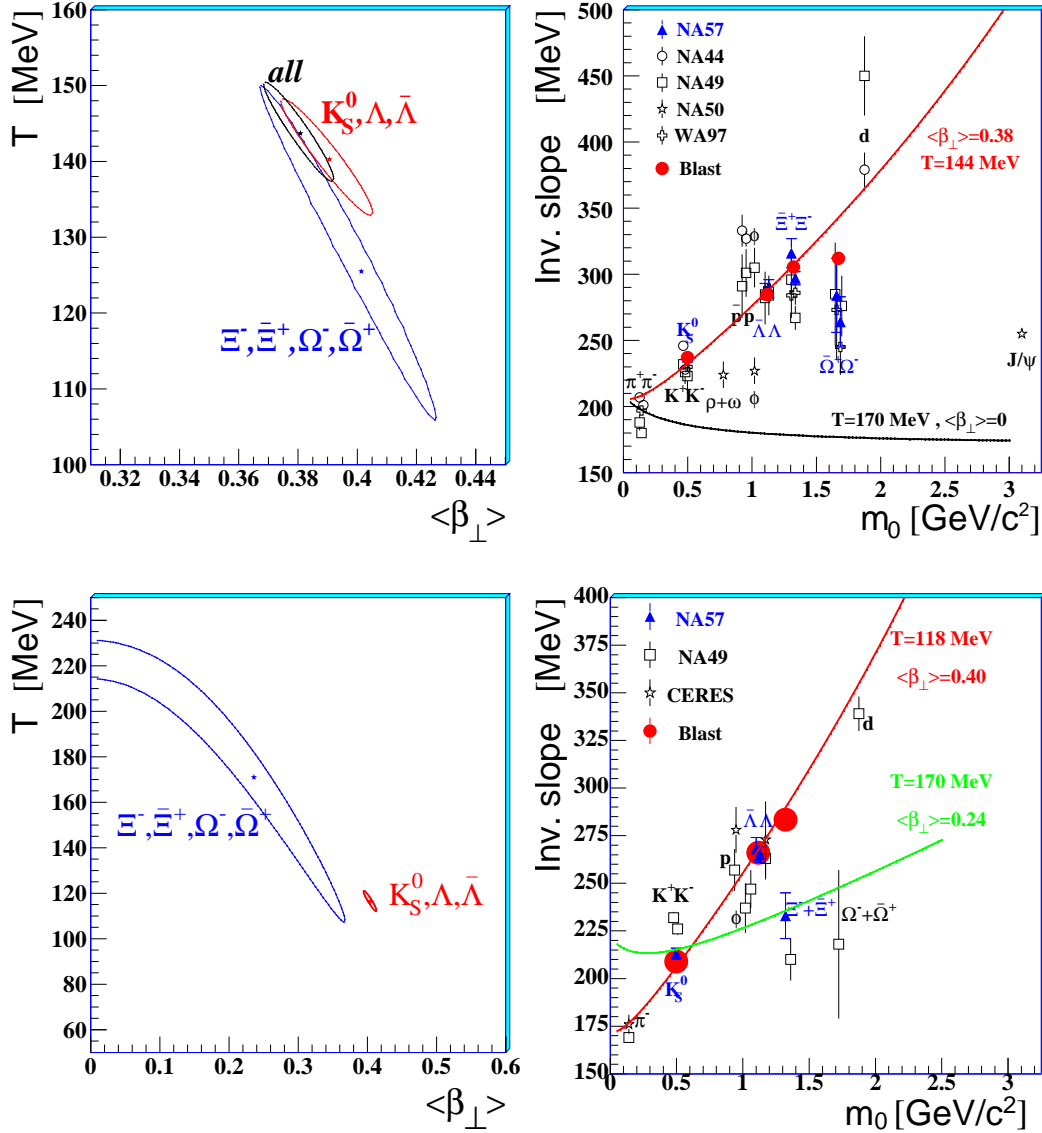 T [MeV]
160
150
140
130
120
110
100
0.32 0.34 0.36 0.38 0.4 0.42 0.44
<β⊥>
all
K⁰S, Λ, Λ̄
Ξ⁻, Ξ̄⁺, Ω⁻, Ω̄⁺
Inv. slope [MeV]
500
450
400
350
300
250
200
150
0 0.5 1 1.5 2 2.5 3
m₀ [GeV/c²]
NA57
NA44
NA49
NA50
WA97
Blast
<β⊥>=0.38
T=144 MeV
d
Ξ̄⁺Ξ⁻
ϕ
p̄ p
Λ̄ Λ
K⁰S
Ω̄⁺Ω⁻
J/ψ
π⁺π⁻
K⁺K⁻
ρ+ω
ϕ
T=170 MeV , <β⊥>=0
T [MeV]
240
220
200
180
160
140
120
100
80
60
0 0.1 0.2 0.3 0.4 0.5 0.6
<β⊥>
Ξ⁻, Ξ̄⁺, Ω⁻, Ω̄⁺
K⁰S, Λ, Λ̄
Inv. slope [MeV]
400
375
350
325
300
275
250
225
200
175
150
0 0.5 1 1.5 2 2.5 3
m₀ [GeV/c²]
NA57
NA49
CERES
Blast
T=118 MeV
<β⊥>=0.40
d
T=170 MeV
<β⊥>=0.24
Λ̄ Λ
p
K⁺K⁻
ϕ
Ξ⁻+Ξ̄⁺
Ω⁻+Ω̄⁺
K⁰S
π⁻